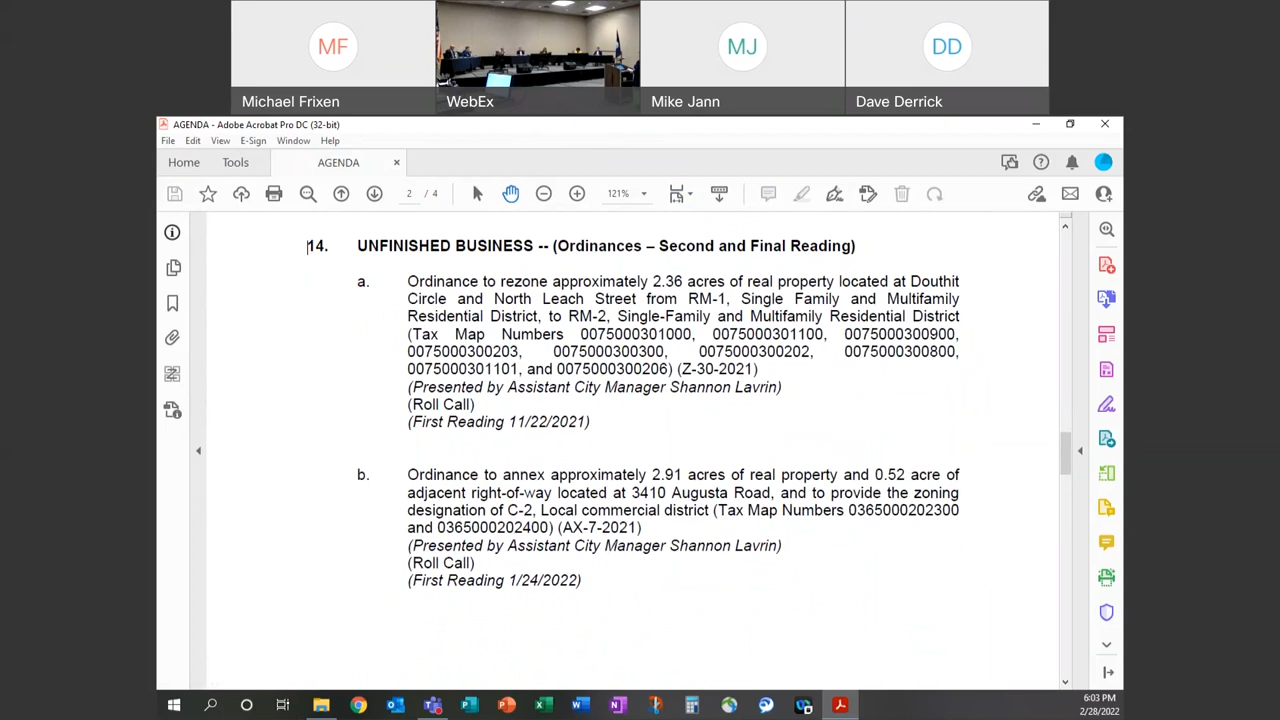 MF
MJ
DD
Michael Frixen
WebEx
Mike Jann
Dave Derrick
AGENDA - Adobe Acrobat Pro DC (32-bit)
File Edit View E-Sign Window Help
Home Tools AGENDA
2 / 4 121%
14. UNFINISHED BUSINESS -- (Ordinances – Second and Final Reading)
a. Ordinance to rezone approximately 2.36 acres of real property located at Douthit
Circle and North Leach Street from RM-1, Single Family and Multifamily
Residential District, to RM-2, Single-Family and Multifamily Residential District
(Tax Map Numbers 0075000301000, 0075000301100, 0075000300900,
0075000300203, 0075000300300, 0075000300202, 0075000300800,
0075000301101, and 0075000300206) (Z-30-2021)
(Presented by Assistant City Manager Shannon Lavrin)
(Roll Call)
(First Reading 11/22/2021)
b. Ordinance to annex approximately 2.91 acres of real property and 0.52 acre of
adjacent right-of-way located at 3410 Augusta Road, and to provide the zoning
designation of C-2, Local commercial district (Tax Map Numbers 0365000202300
and 0365000202400) (AX-7-2021)
(Presented by Assistant City Manager Shannon Lavrin)
(Roll Call)
(First Reading 1/24/2022)
6:03 PM
2/28/2022